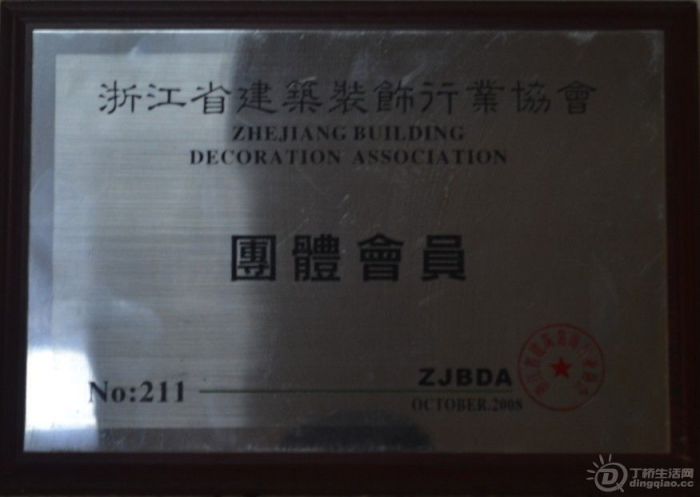 浙江省建築裝飾行業協會
ZHEJIANG BUILDING
DECORATION ASSOCIATION
團體會員
No:211
ZJBDA
OCTOBER.2008
丁桥生活网
dingqiao.cc